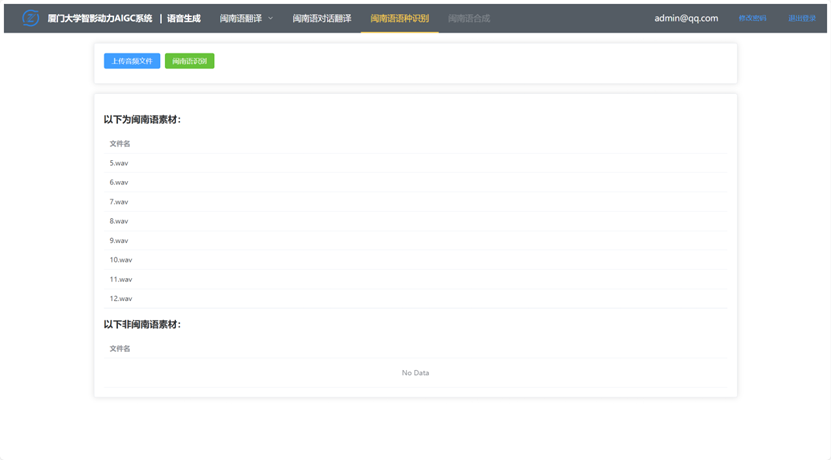 厦门大学智影动力AIGC系统 | 语音生成 闽南语翻译 闽南语对话翻译 闽南语语种识别 闽南语合成 admin@qq.com 修改密码 退出登录
上传音频文件 闽南语识别
以下为闽南语素材：
文件名
5.wav
6.wav
7.wav
8.wav
9.wav
10.wav
11.wav
12.wav
以下非闽南语素材：
文件名
No Data